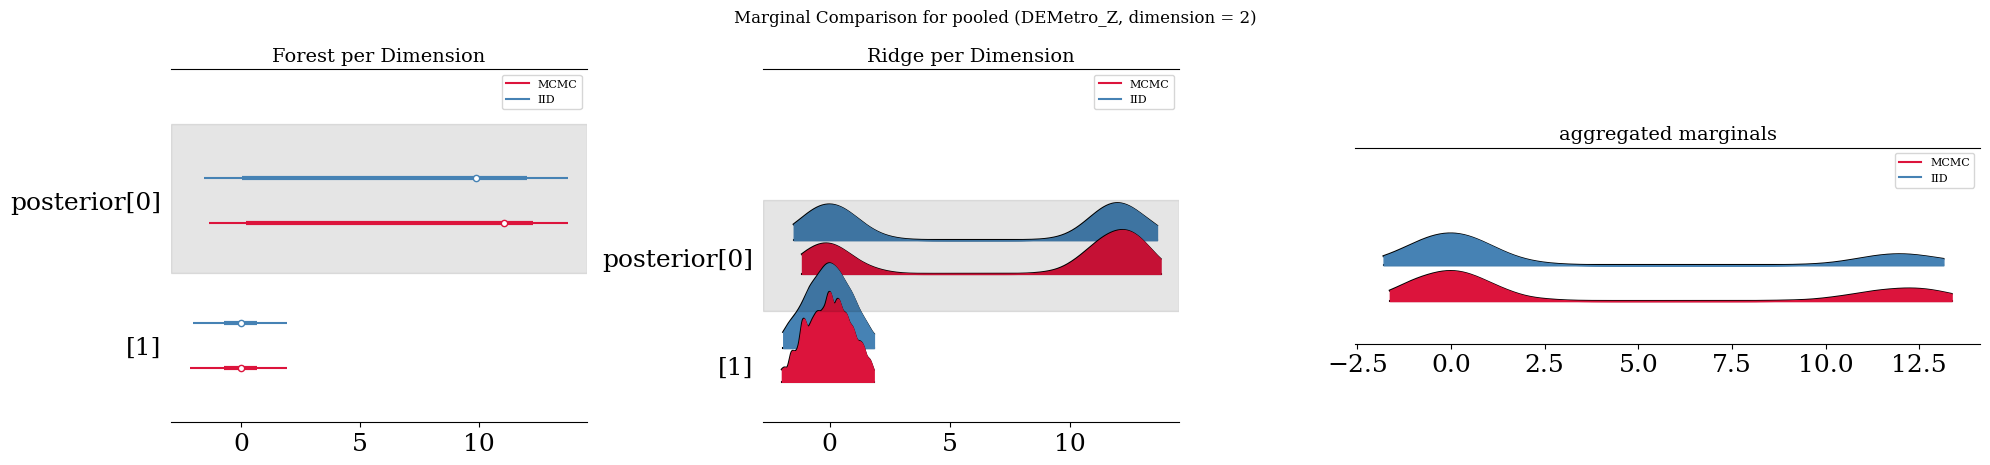 Marginal Comparison for pooled (DEMetro_Z, dimension = 2)
Forest per Dimension
MCMC
IID
posterior[0]
[1]
0 5 10
Ridge per Dimension
MCMC
IID
posterior[0]
[1]
0 5 10
aggregated marginals
MCMC
IID
−2.5 0.0 2.5 5.0 7.5 10.0 12.5